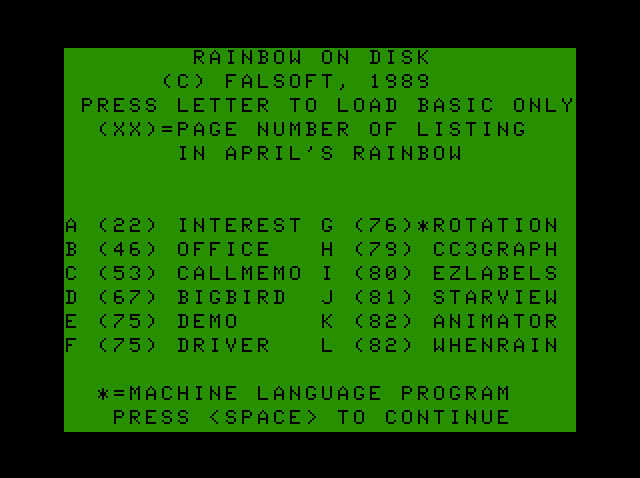 RAINBOW ON DISK
(C) FALSOFT, 1989
PRESS LETTER TO LOAD BASIC ONLY
(XX)=PAGE NUMBER OF LISTING
IN APRIL'S RAINBOW
A (22) INTEREST G (76)*ROTATION
B (46) OFFICE H (79) CC3GRAPH
C (53) CALLMEMO I (80) EZLABELS
D (67) BIGBIRD J (81) STARVIEW
E (75) DEMO K (82) ANIMATOR
F (75) DRIVER L (82) WHENRAIN
*=MACHINE LANGUAGE PROGRAM
PRESS <SPACE> TO CONTINUE